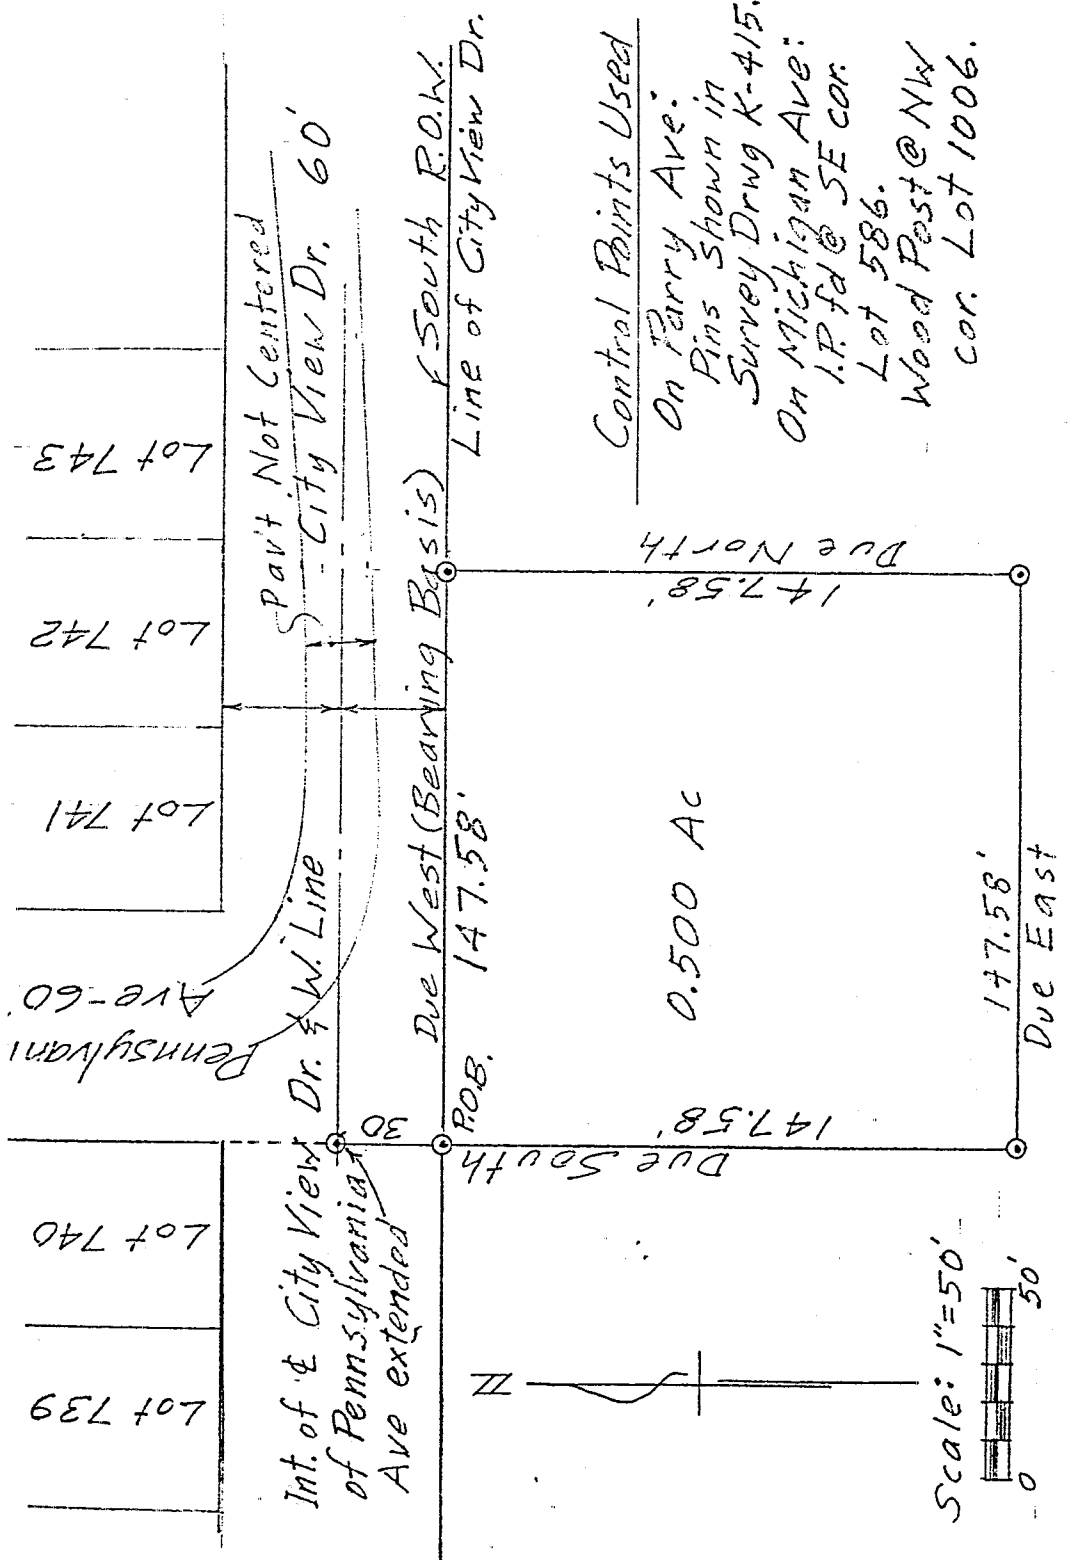 Lot 739
Lot 740
Lot 741
Lot 742
Lot 743
Pennsylvani
Ave-60'
Pav't Not Centered
City View Dr. 60'
Int. of ℄ City View Dr. & W. Line
of Pennsylvania
Ave extended
30
South R.O.W.
Line of City View Dr.
P.O.B.
Due West (Bearing Basis)
147.58'
Due South
147.58'
0.500 Ac
147.58'
Due North
147.58'
Due East
Control Points Used
On Parry Ave:
Pins Shown in
Survey Drwg K-415.
On Michigan Ave:
I.P. fd @ SE cor.
Lot 586.
Wood Post @ NW
cor. Lot 1006.
N
Scale: 1"=50'
0 50'